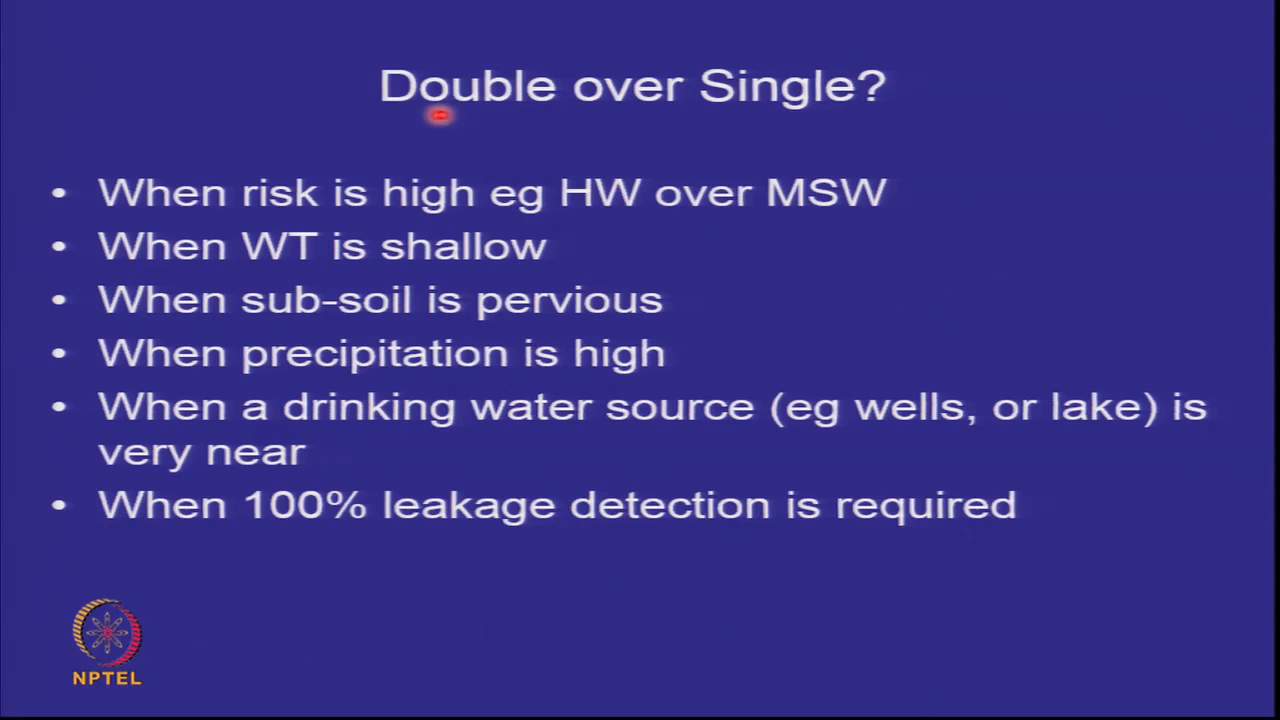 Double over Single?
• When risk is high eg HW over MSW
• When WT is shallow
• When sub-soil is pervious
• When precipitation is high
• When a drinking water source (eg wells, or lake) is
very near
• When 100% leakage detection is required
NPTEL